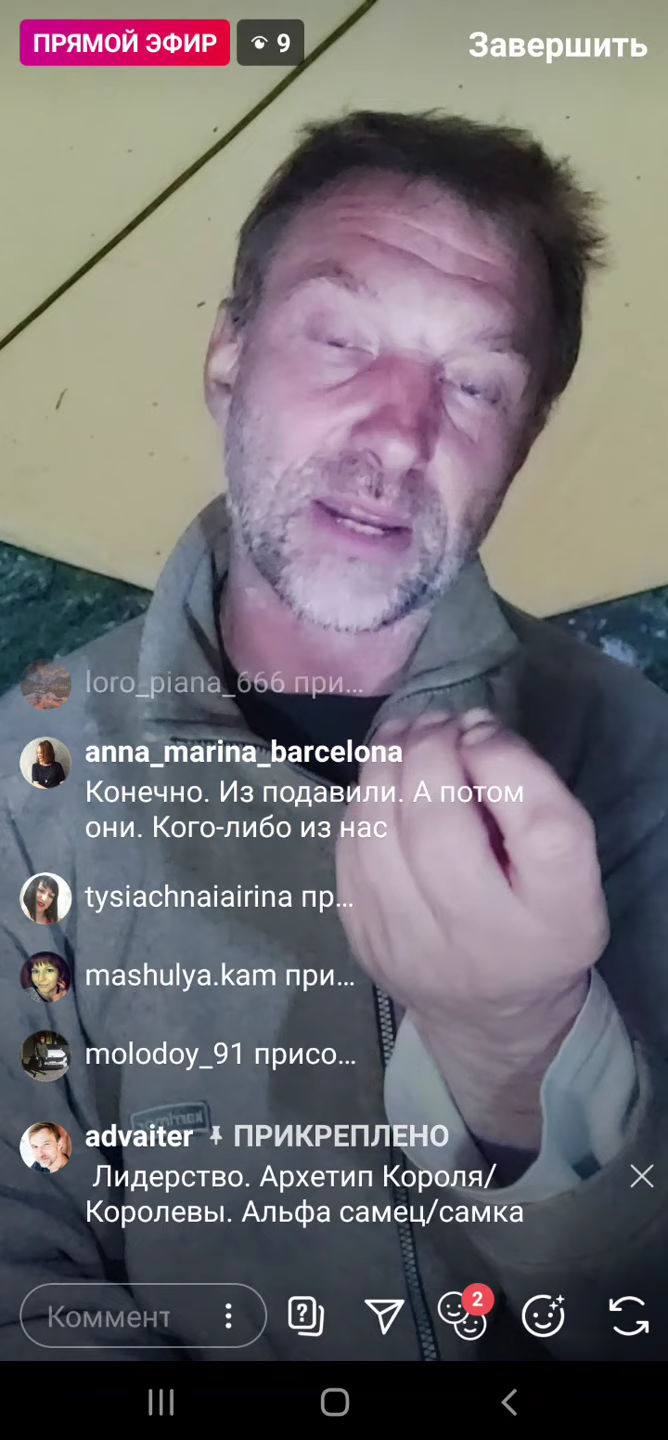 ПРЯМОЙ ЭФИР 9 Завершить
loro_piana_666 при...
anna_marina_barcelona
Конечно. Из подавили. А потом
они. Кого-либо из нас
tysiachnaiairina пр...
mashulya.kam при...
molodoy_91 присо...
advaiter ПРИКРЕПЛЕНО
Лидерство. Архетип Короля/
Королевы. Альфа самец/самка
Коммент
2